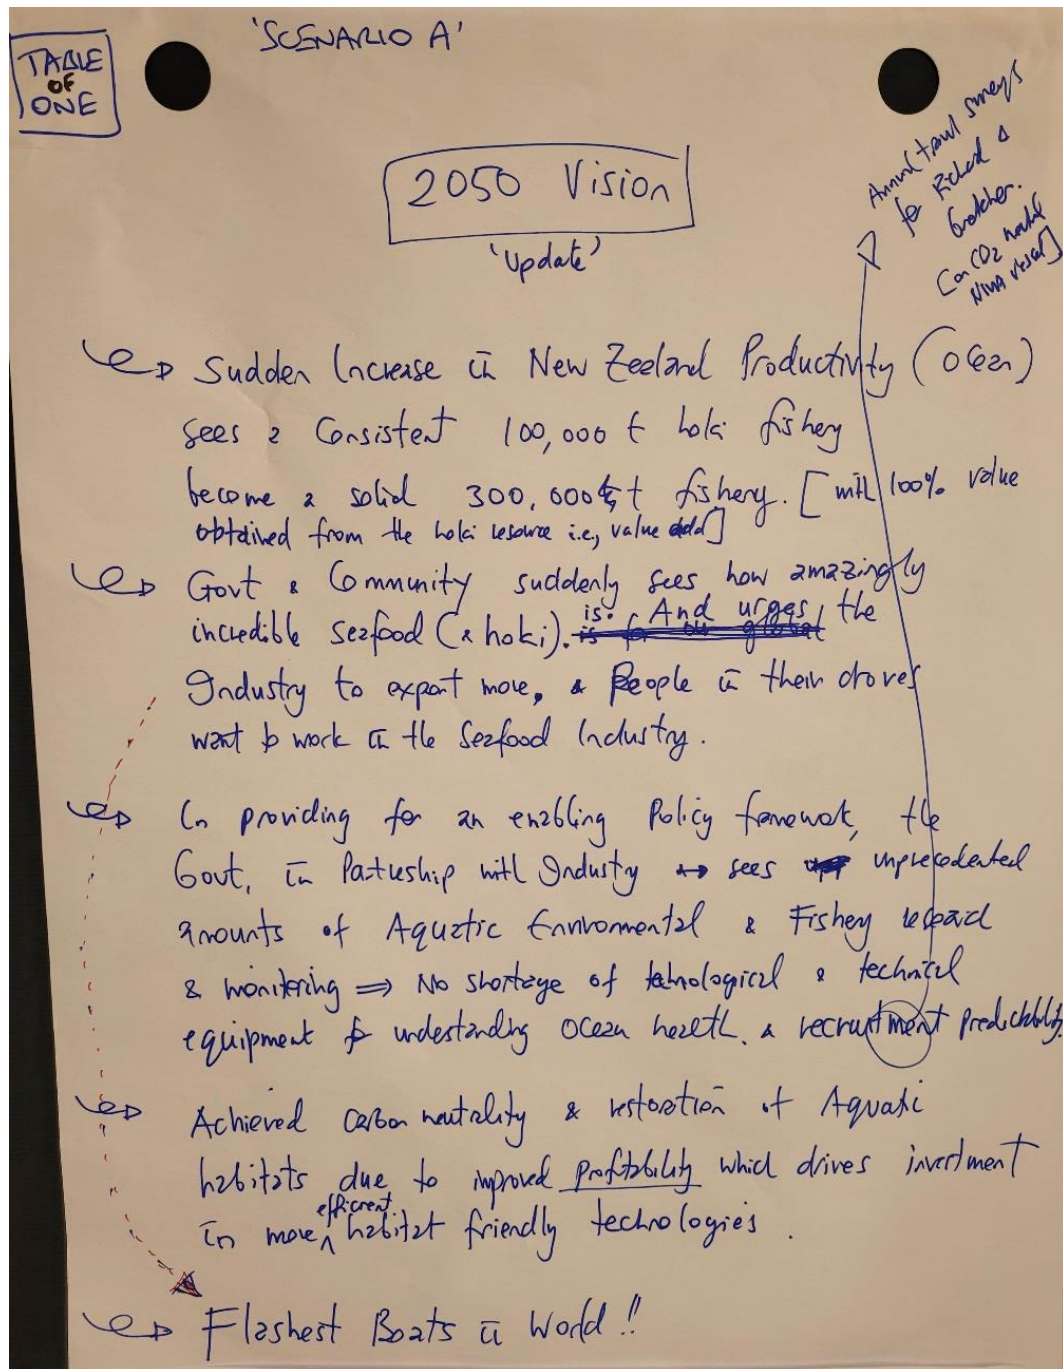 'SCENARIO A'
TABLE
OF
ONE
2050 Vision
'Update'
Annual trawl surveys
for Richard &
Gretchen.
[on CO2 neutral
NIWA vessel]
Sudden Increase in New Zealand Productivity (Ocean)
sees a Consistent 100,000 t hoki fishery
become a solid 300,000 t fishery. [with 100% value
obtained from the hoki resource i.e., value add]
Govt & Community suddenly sees how amazingly
incredible Seafood (& hoki). is. And urges the
Industry to export more, & People in their droves
want to work in the Seafood Industry.
In providing for an enabling Policy framework, the
Govt, in Partnership with Industry sees unprecedented
amounts of Aquatic Environmental & Fishery research
& monitoring ⇒ No shortage of technological & technical
equipment for understanding Ocean health. & recruitment predictability.
Achieved carbon neutrality & restoration of Aquatic
habitats due to improved profitability which drives investment
in more efficient habitat friendly technologies.
Flashest Boats in World!!